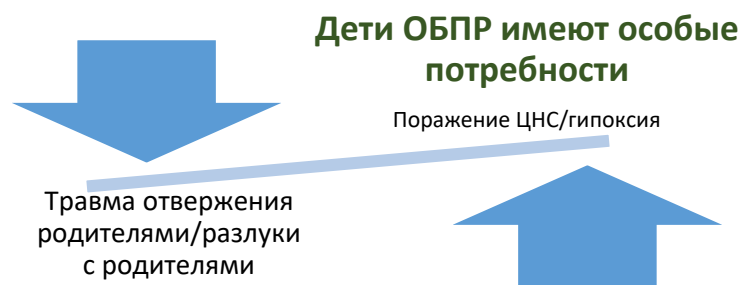 Дети ОБПР имеют особые
потребности
Поражение ЦНС/гипоксия
Травма отвержения
родителями/разлуки
с родителями